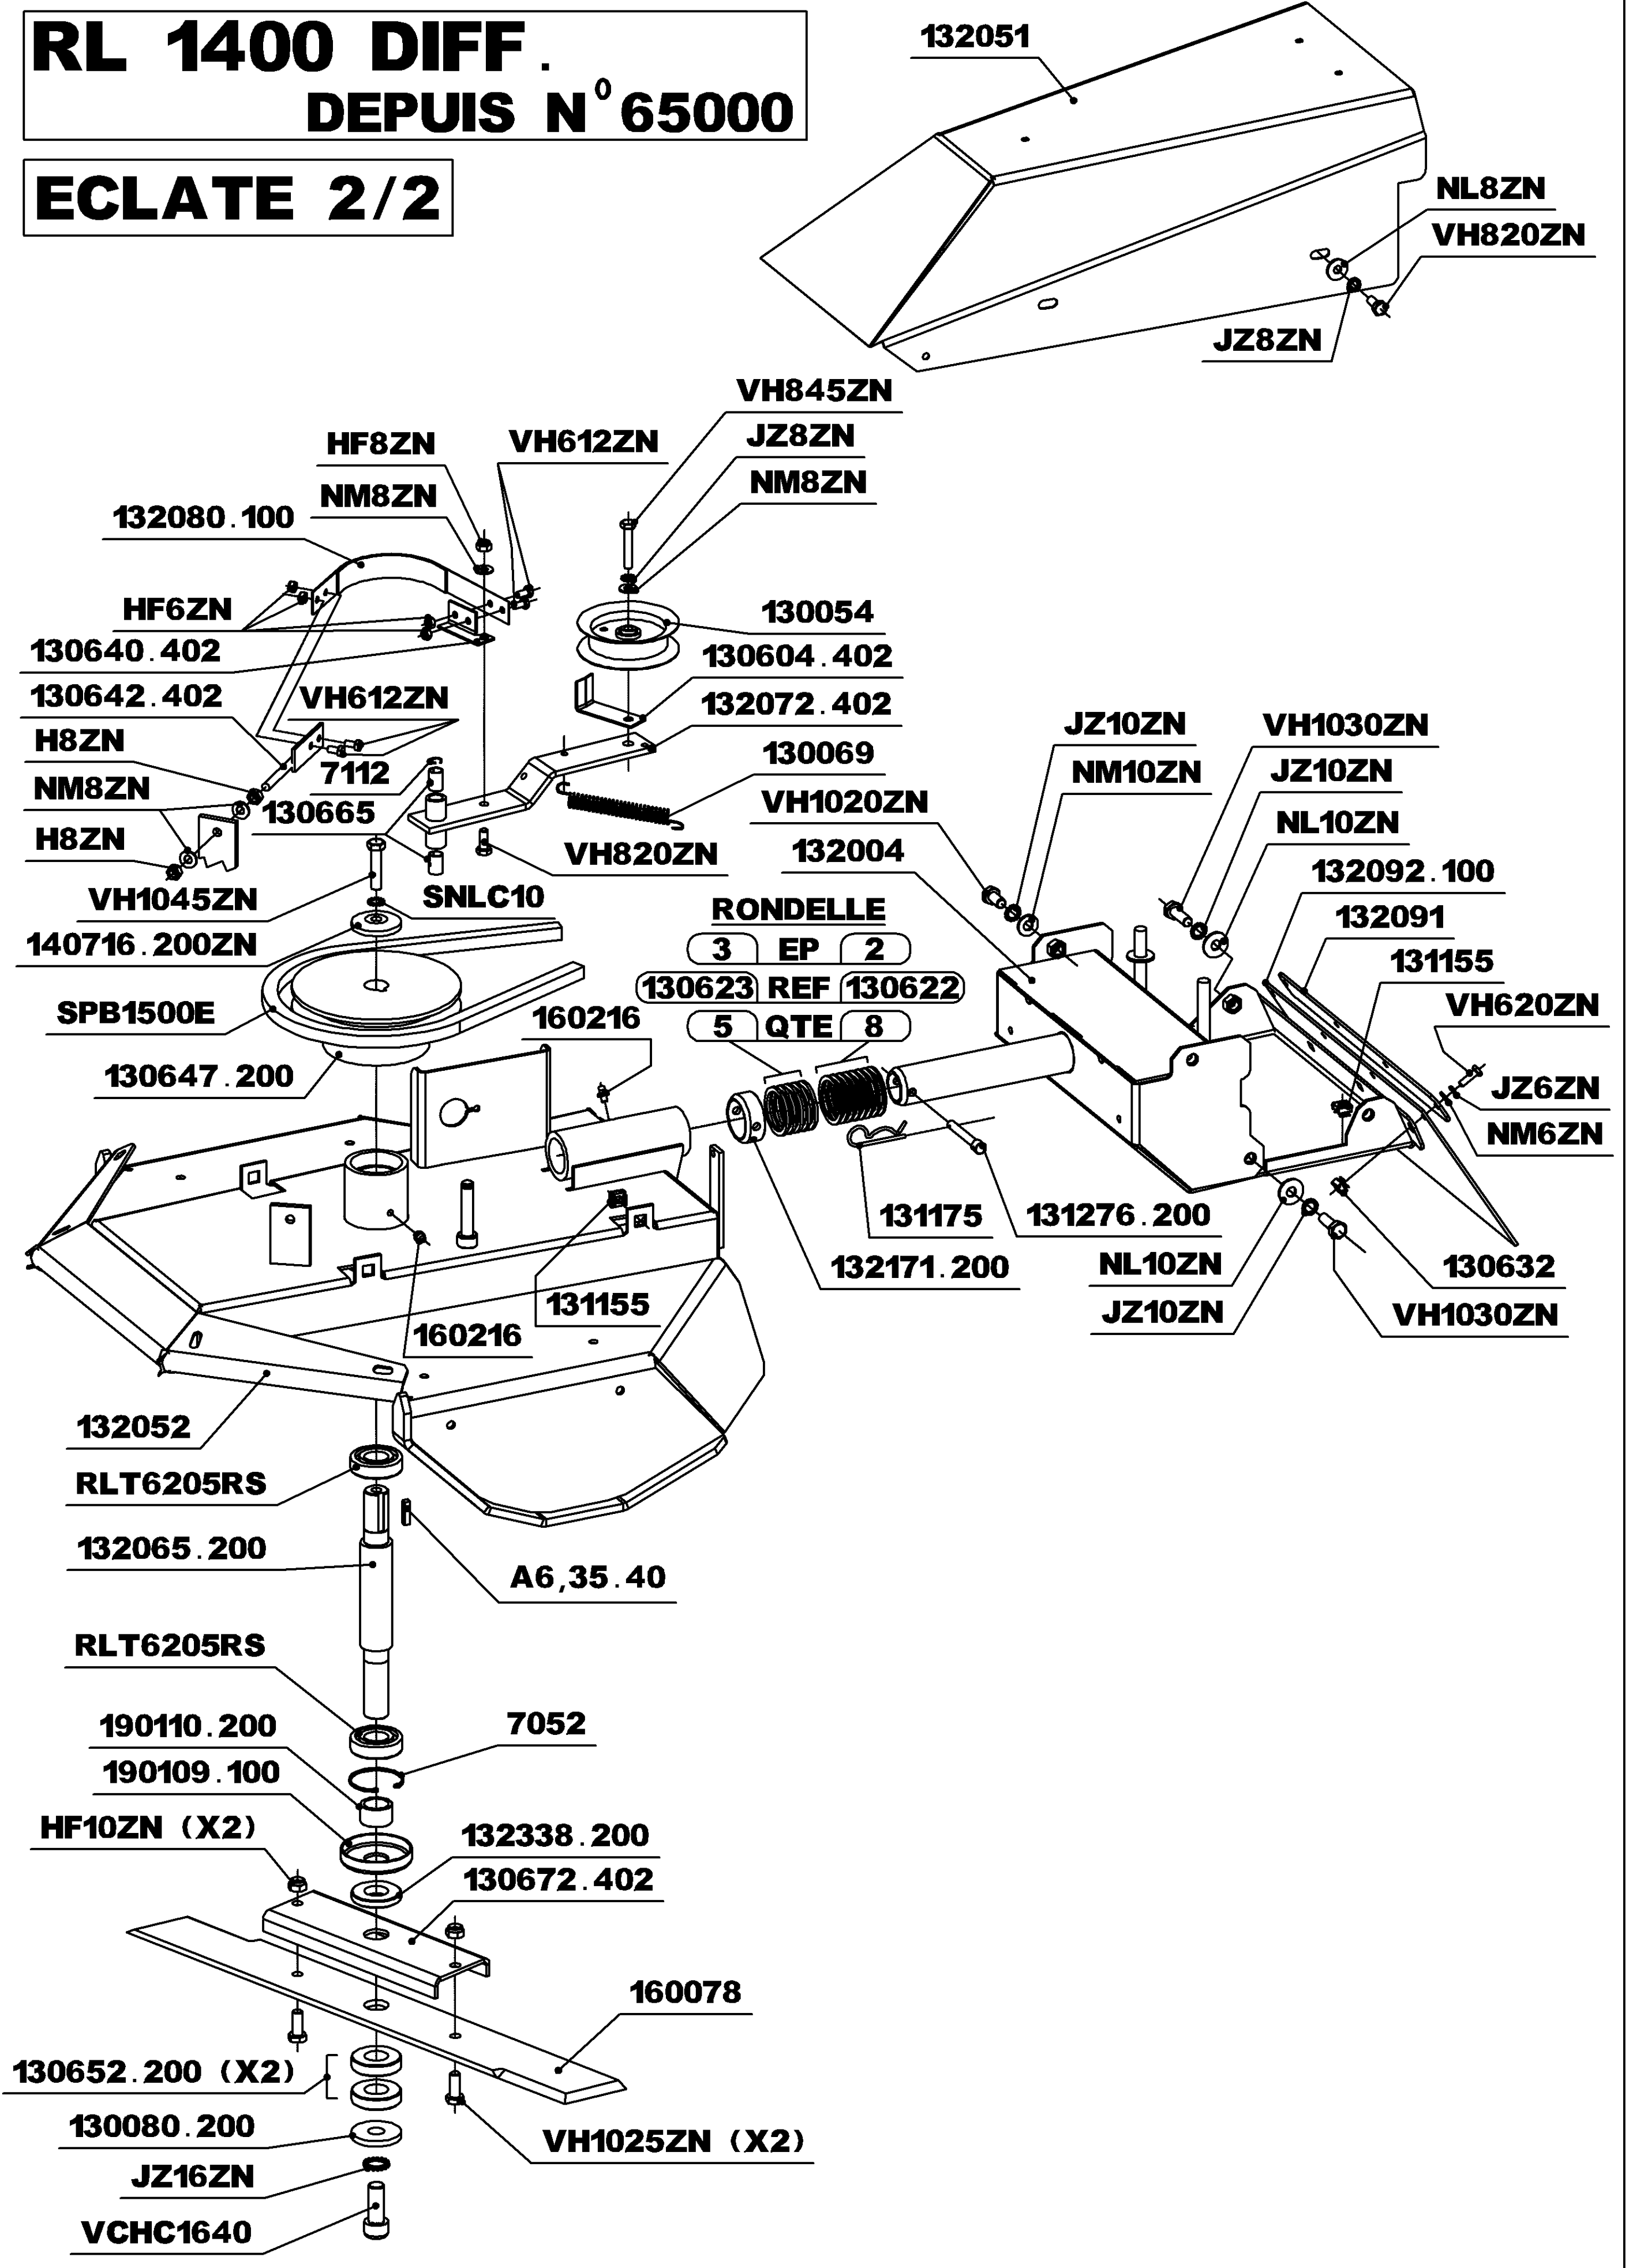 RL 1400 DIFF.
DEPUIS N° 65000
ECLATE 2/2
132051
NL8ZN
VH820ZN
JZ8ZN
VH845ZN
JZ8ZN
NM8ZN
HF8ZN
VH612ZN
NM8ZN
132080.100
HF6ZN
130054
130640.402
130604.402
130642.402
VH612ZN
132072.402
H8ZN
7112
130069
NM8ZN
130665
H8ZN
VH820ZN
VH1045ZN
SNLC10
140716.200ZN
SPB1500E
130647.200
JZ10ZN
VH1030ZN
NM10ZN
JZ10ZN
VH1020ZN
NL10ZN
132004
132092.100
132091
131155
RONDELLE
3 EP 2
130623 REF 130622
5 QTE 8
160216
VH620ZN
JZ6ZN
NM6ZN
131175
131276.200
132171.200
NL10ZN
130632
JZ10ZN
VH1030ZN
131155
160216
132052
RLT6205RS
132065.200
A6,35.40
RLT6205RS
190110.200
7052
190109.100
HF10ZN (X2)
132338.200
130672.402
160078
130652.200 (X2)
130080.200
VH1025ZN (X2)
JZ16ZN
VCHC1640